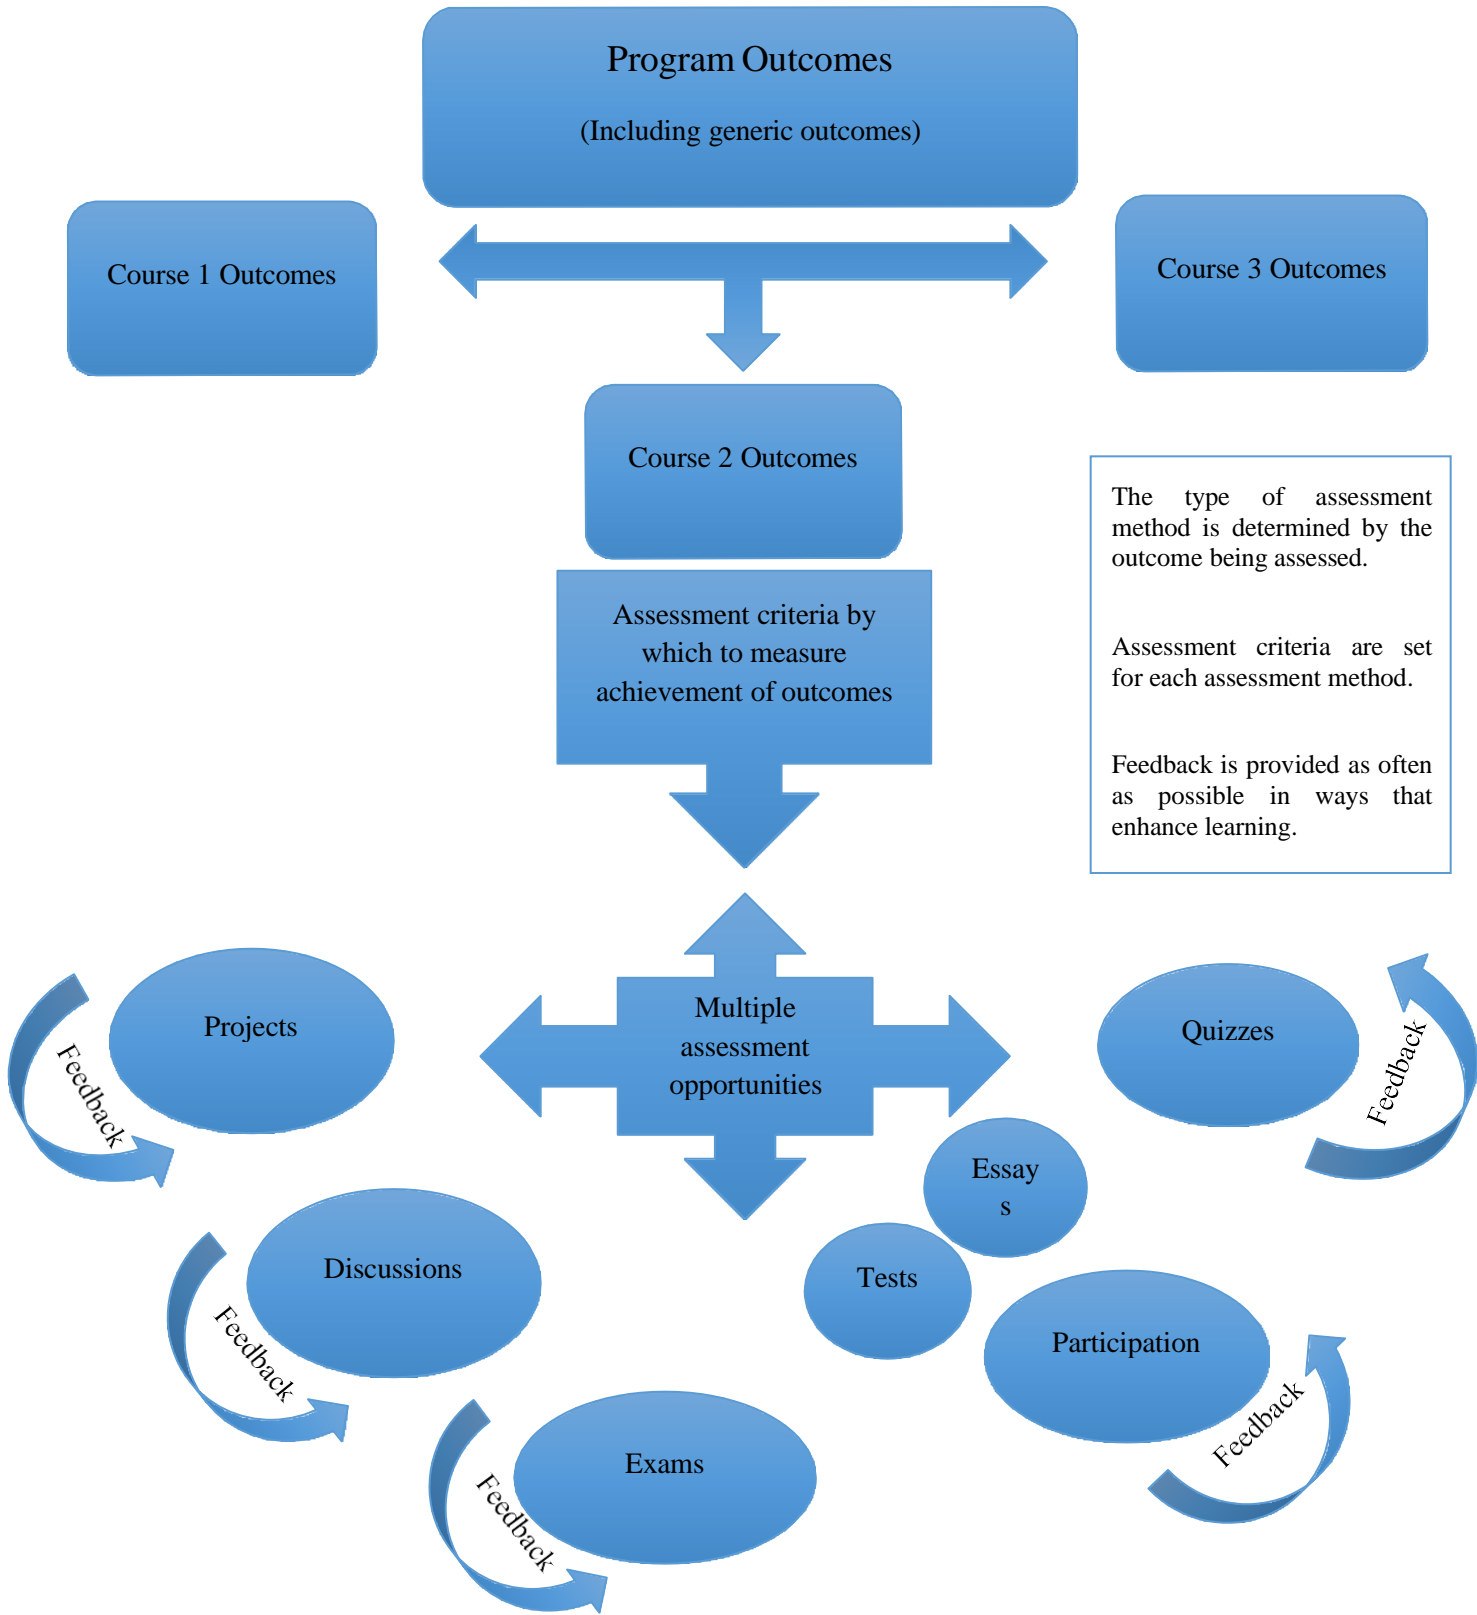 Program Outcomes
(Including generic outcomes)
Course 1 Outcomes
Course 3 Outcomes
Course 2 Outcomes
The type of assessment
method is determined by the
outcome being assessed.
Assessment criteria are set
for each assessment method.
Feedback is provided as often
as possible in ways that
enhance learning.
Assessment criteria by
which to measure
achievement of outcomes
Multiple
assessment
opportunities
Projects
Feedback
Quizzes
Feedback
Essay
s
Tests
Discussions
Feedback
Participation
Feedback
Exams
Feedback